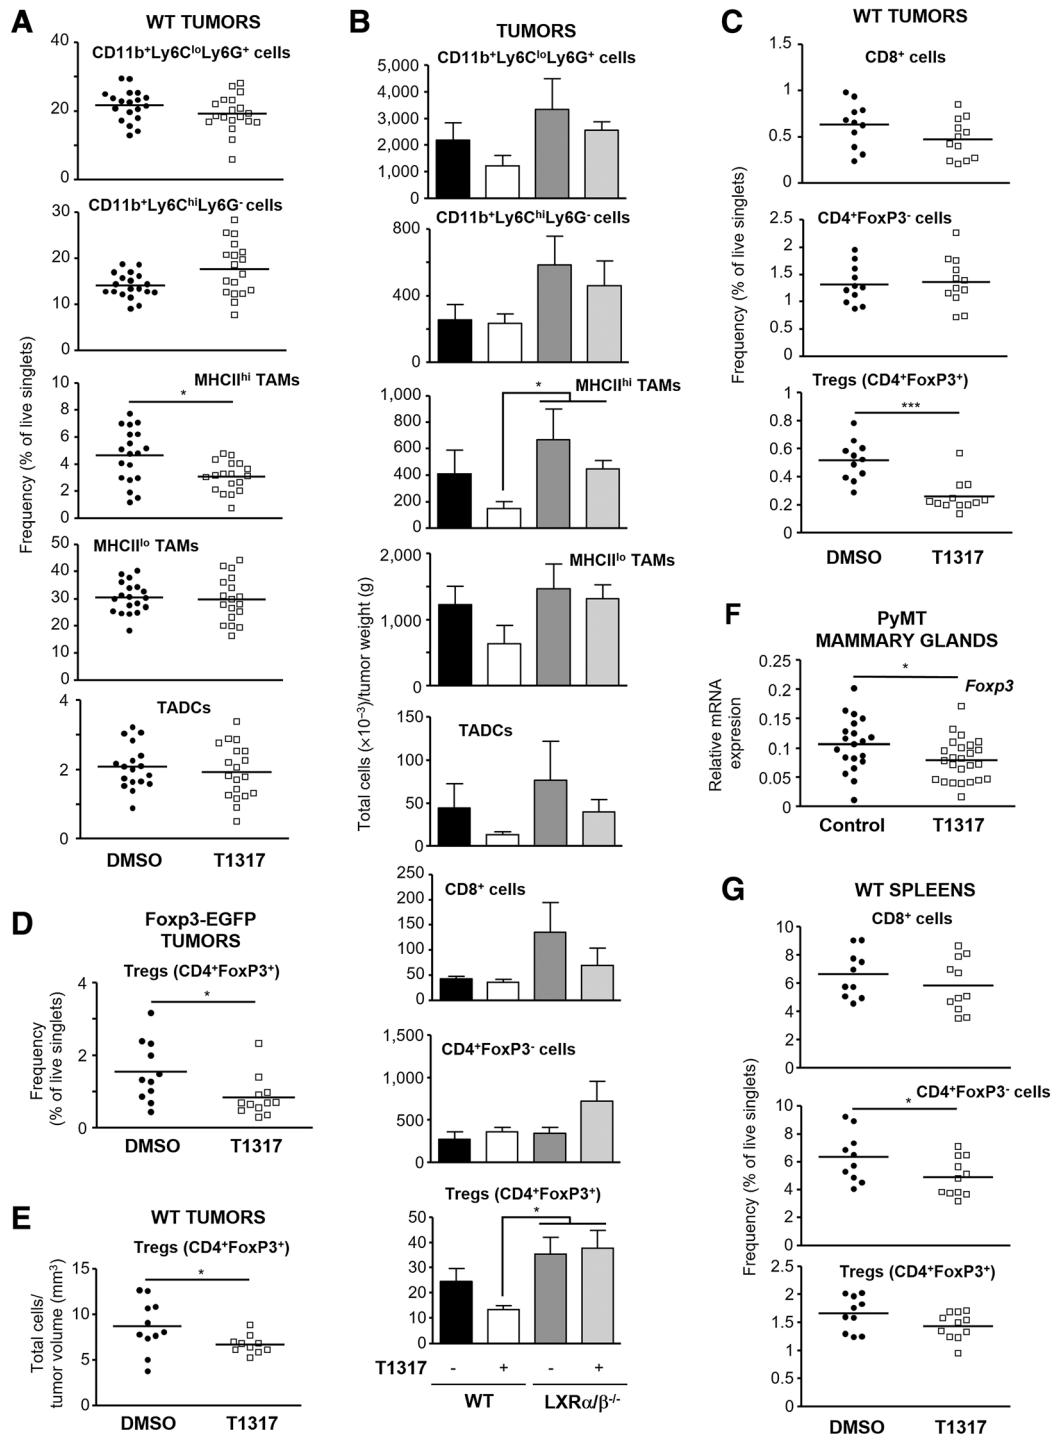 A
WT TUMORS
CD11b⁺Ly6CˡᵒLy6G⁺ cells
40
20
0
CD11b⁺Ly6CʰⁱLy6G⁻ cells
30
20
10
0
MHCIIʰⁱ TAMs
*
10
8
6
4
2
0
MHCIIˡᵒ TAMs
50
40
30
20
10
0
TADCs
4
2
0
Frequency (% of live singlets)
DMSO
T1317
B
TUMORS
CD11b⁺Ly6CˡᵒLy6G⁺ cells
5,000
4,000
3,000
2,000
1,000
0
CD11b⁺Ly6CʰⁱLy6G⁻ cells
800
400
0
MHCIIʰⁱ TAMs
*
1,000
800
600
400
200
0
MHCIIˡᵒ TAMs
2,000
1,000
0
TADCs
150
100
50
0
CD8⁺ cells
250
200
150
100
50
0
CD4⁺FoxP3⁻ cells
1,500
1,000
500
0
Tregs (CD4⁺FoxP3⁺)
*
50
40
30
20
10
0
Total cells (×10⁻³)/tumor weight (g)
T1317 - + - +
WT LXRα/β⁻/⁻
C
WT TUMORS
CD8⁺ cells
1.5
1
0.5
0
CD4⁺FoxP3⁻ cells
2.5
2
1.5
1
0.5
0
Tregs (CD4⁺FoxP3⁺)
***
1
0.8
0.6
0.4
0.2
0
Frequency (% of live singlets)
DMSO
T1317
D
Foxp3-EGFP
TUMORS
Tregs (CD4⁺FoxP3⁺)
*
4
2
0
Frequency
(% of live singlets)
DMSO
T1317
E
WT TUMORS
Tregs (CD4⁺FoxP3⁺)
*
15
10
5
0
Total cells/
tumor volume (mm³)
DMSO
T1317
F
PyMT
MAMMARY GLANDS
*
Foxp3
0.25
0.2
0.15
0.1
0.05
0
Relative mRNA
expresion
Control
T1317
G
WT SPLEENS
CD8⁺ cells
10
8
6
4
2
0
CD4⁺FoxP3⁻ cells
*
10
8
6
4
2
0
Tregs (CD4⁺FoxP3⁺)
2.5
2
1.5
1
0.5
0
Frequency (% of live singlets)
DMSO
T1317